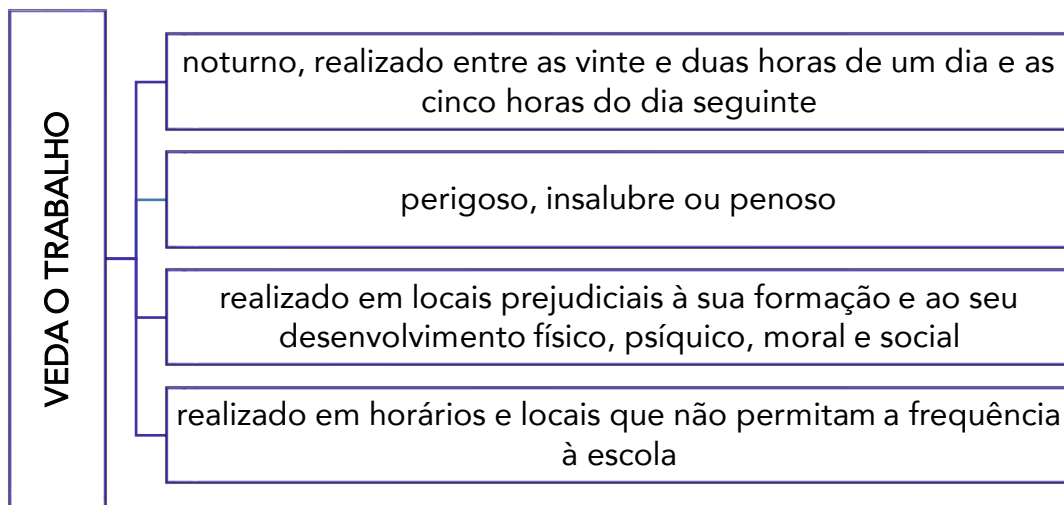 VEDA O TRABALHO
noturno, realizado entre as vinte e duas horas de um dia e as
cinco horas do dia seguinte
perigoso, insalubre ou penoso
realizado em locais prejudiciais à sua formação e ao seu
desenvolvimento físico, psíquico, moral e social
realizado em horários e locais que não permitam a frequência
à escola